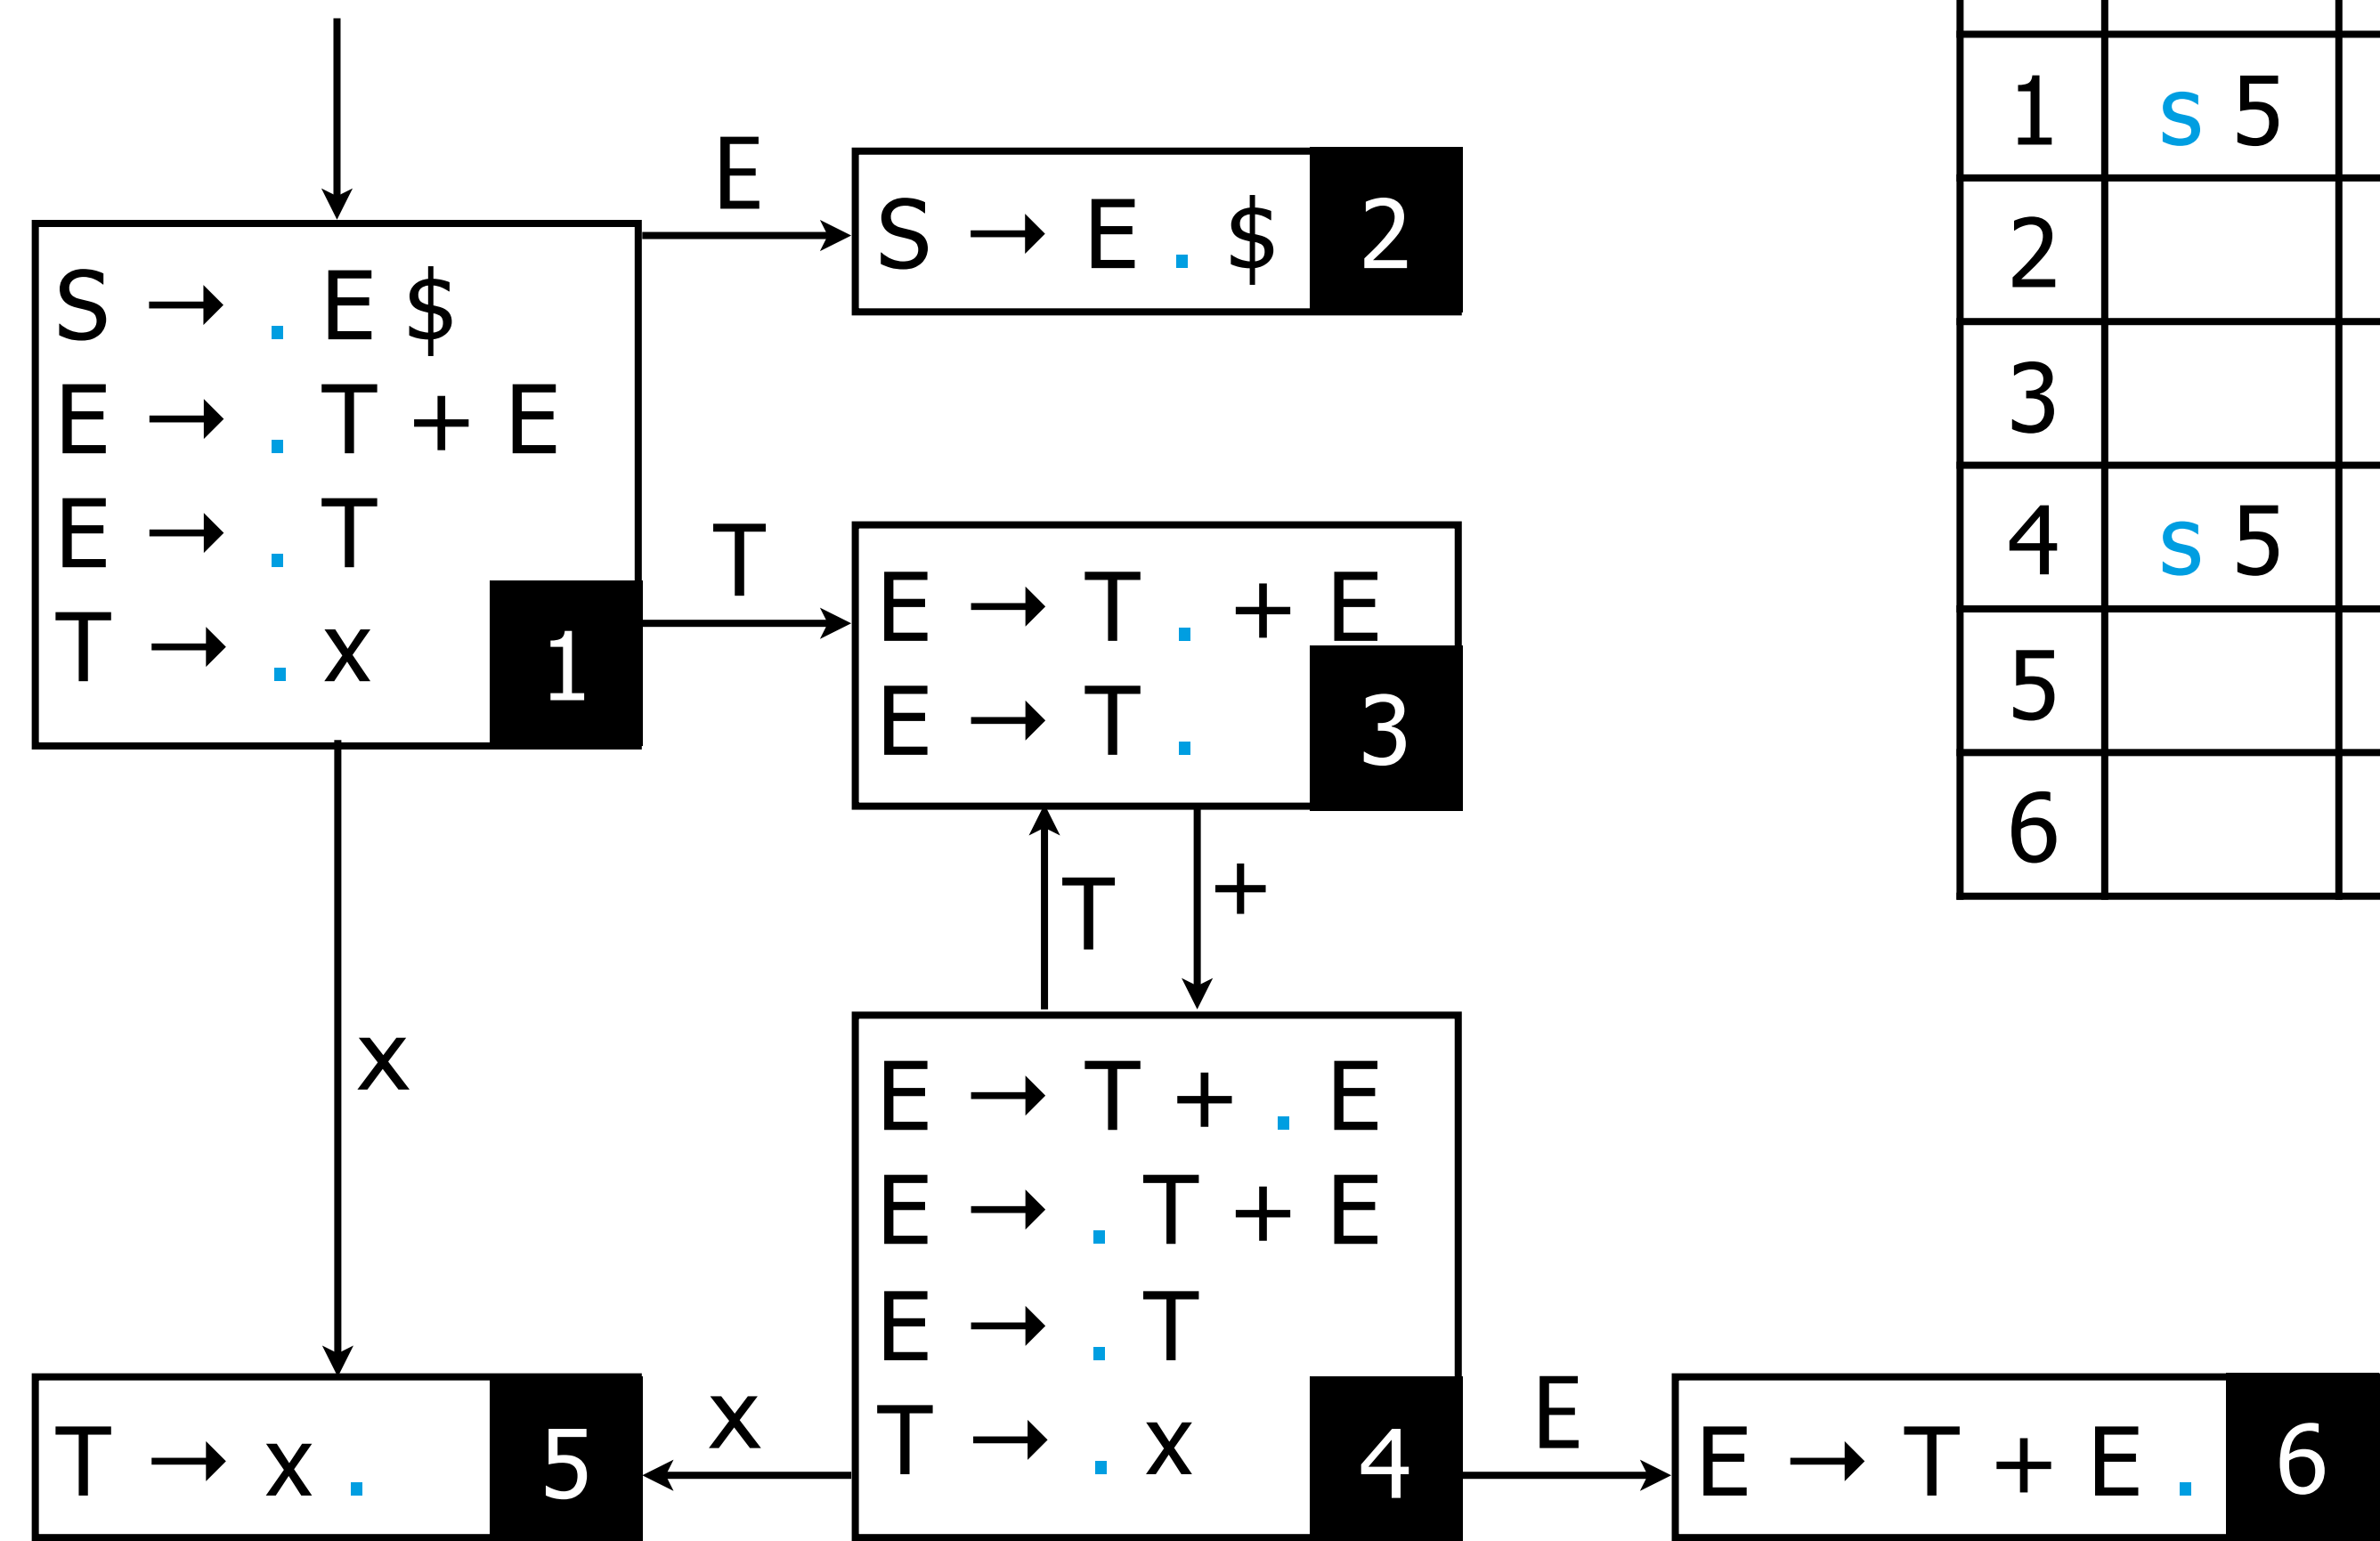 E
S → E . $ 2
S → . E $
E → . T + E
E → . T
T → . x
1
T
E → T . + E
E → T .
3
T
+
x
E → T + . E
E → . T + E
E → . T
T → . x
4
x
E
T → x . 5
E → T + E . 6
1 s 5
2
3
4 s 5
5
6